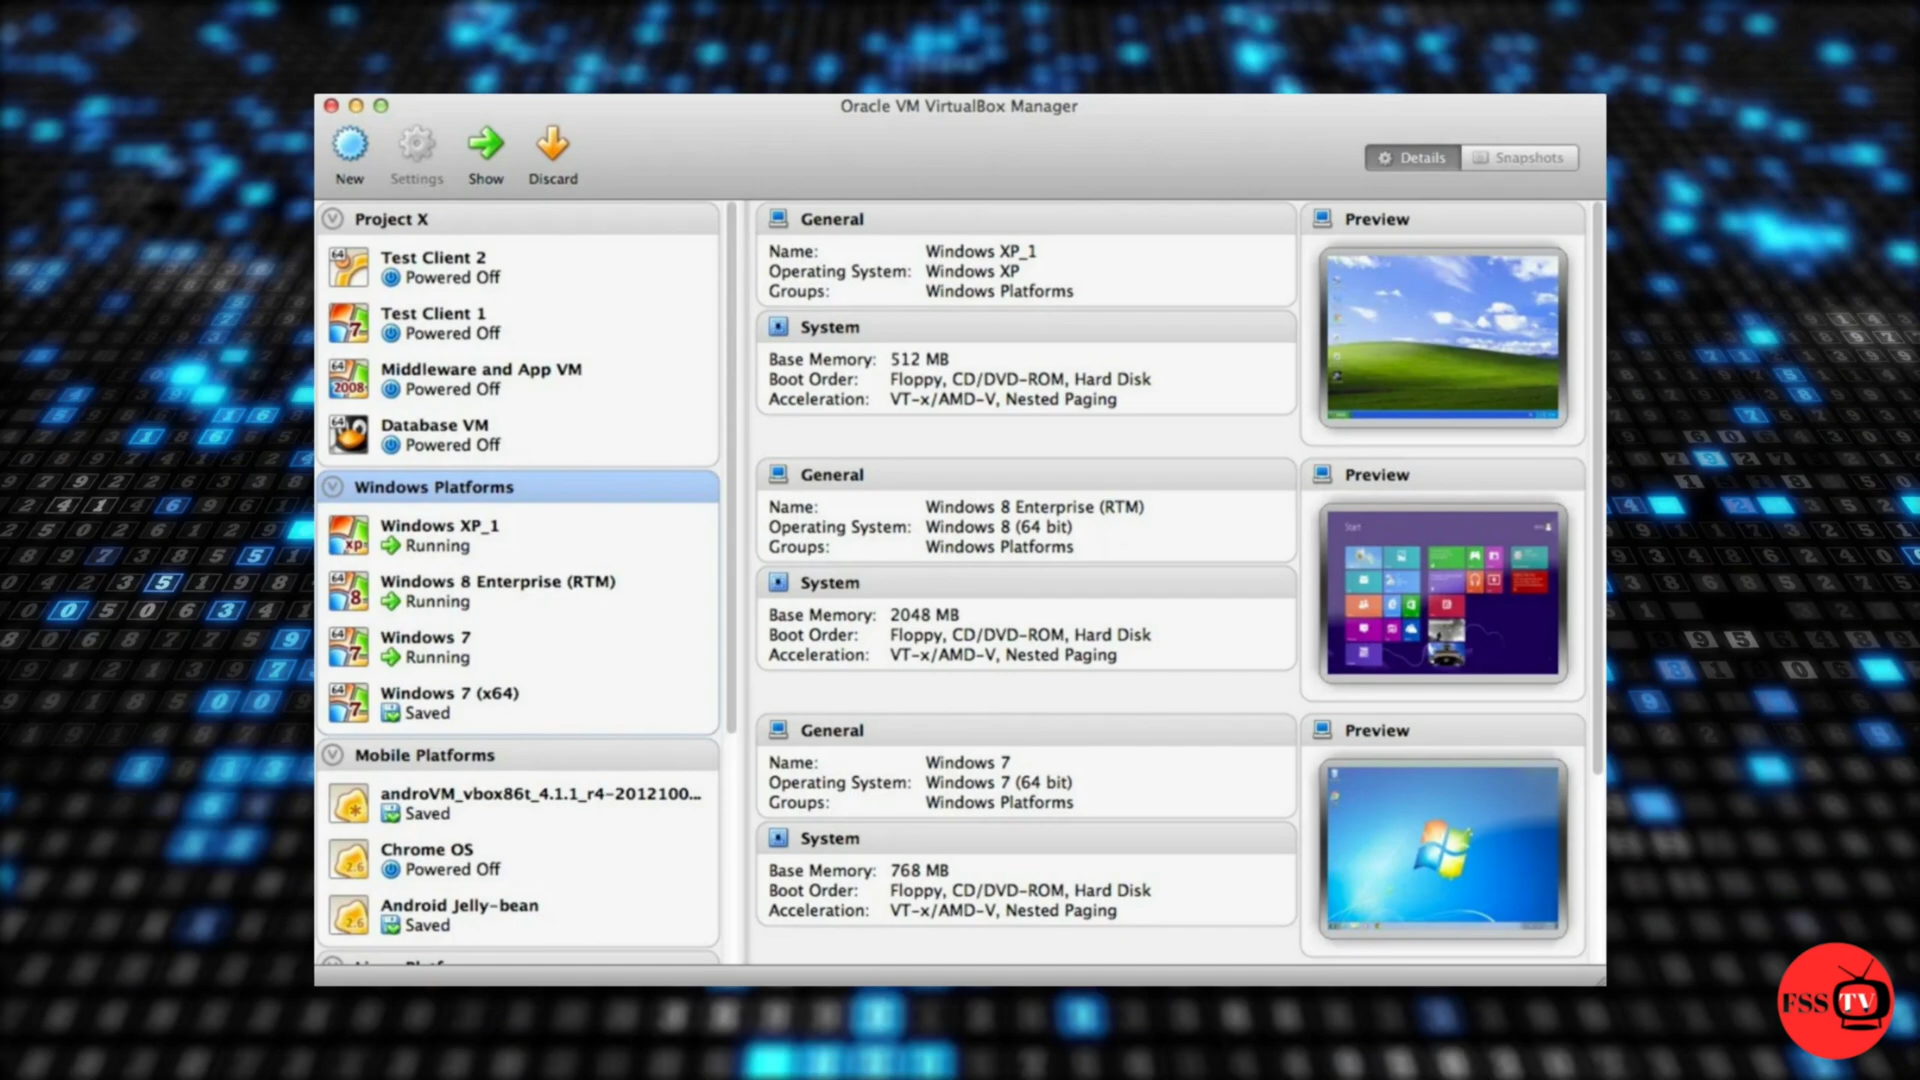 Oracle VM VirtualBox Manager
New
Settings
Show
Discard
Details
Snapshots
Project X
Test Client 2
Powered Off
Test Client 1
Powered Off
Middleware and App VM
Powered Off
Database VM
Powered Off
Windows Platforms
Windows XP_1
Running
Windows 8 Enterprise (RTM)
Running
Windows 7
Running
Windows 7 (x64)
Saved
Mobile Platforms
androVM_vbox86t_4.1.1_r4-2012100...
Saved
Chrome OS
Powered Off
Android Jelly-bean
Saved
General
Name: Windows XP_1
Operating System: Windows XP
Groups: Windows Platforms
System
Base Memory: 512 MB
Boot Order: Floppy, CD/DVD-ROM, Hard Disk
Acceleration: VT-x/AMD-V, Nested Paging
Preview
General
Name: Windows 8 Enterprise (RTM)
Operating System: Windows 8 (64 bit)
Groups: Windows Platforms
System
Base Memory: 2048 MB
Boot Order: Floppy, CD/DVD-ROM, Hard Disk
Acceleration: VT-x/AMD-V, Nested Paging
Preview
Start
General
Name: Windows 7
Operating System: Windows 7 (64 bit)
Groups: Windows Platforms
System
Base Memory: 768 MB
Boot Order: Floppy, CD/DVD-ROM, Hard Disk
Acceleration: VT-x/AMD-V, Nested Paging
Preview
FSS TV